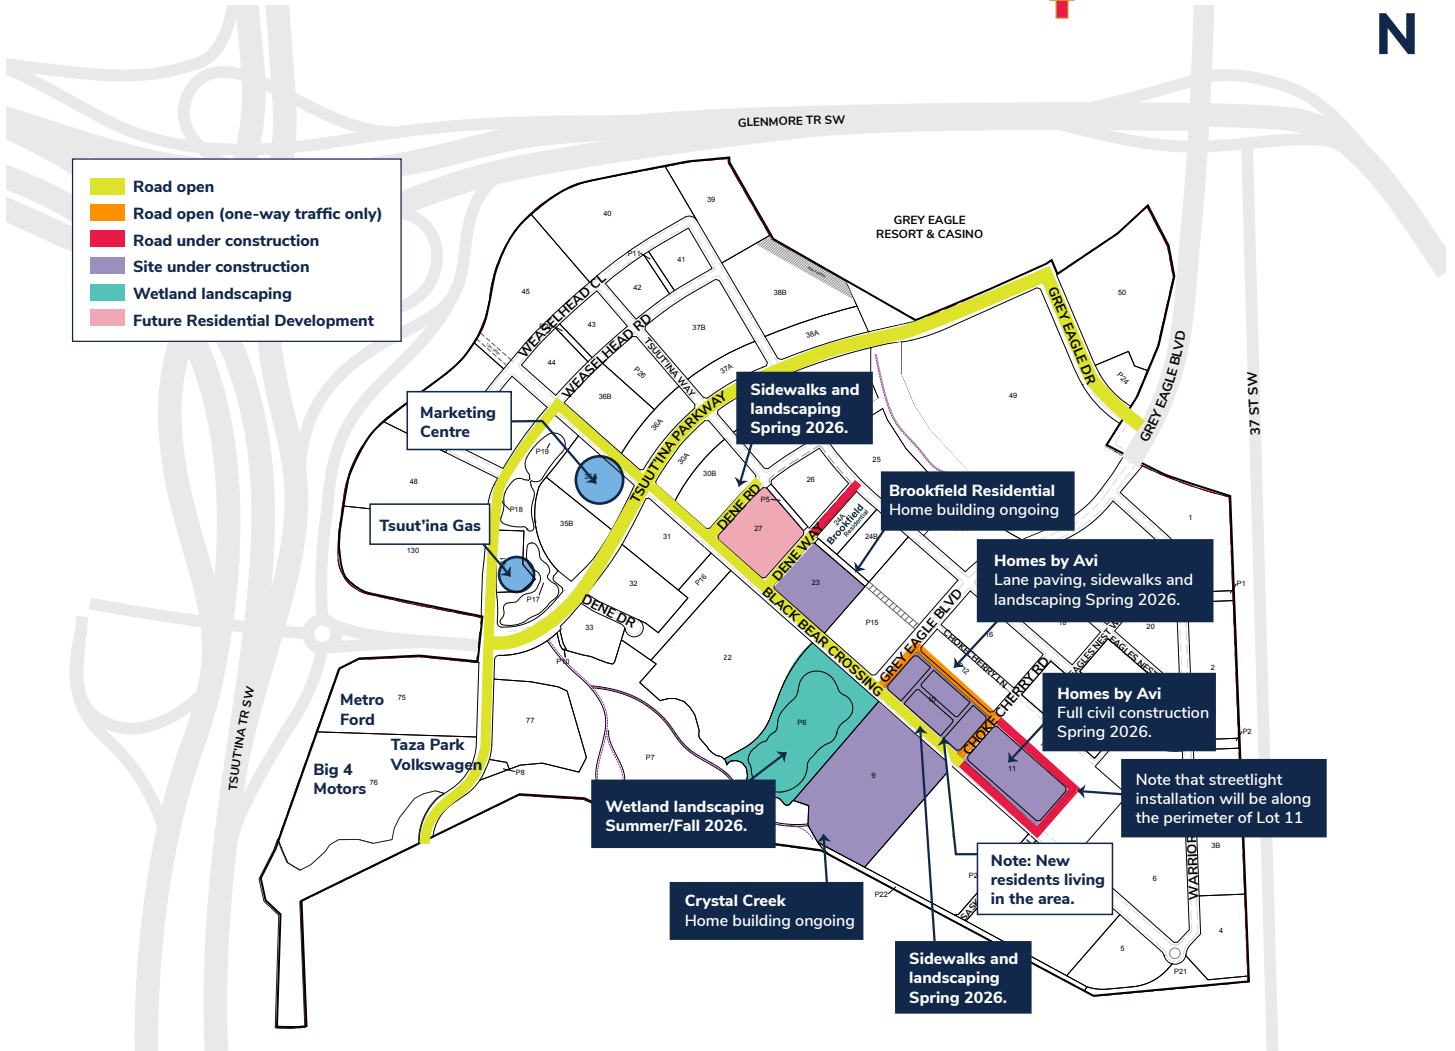 N
GLENMORE TR SW
Road open
Road open (one-way traffic only)
Road under construction
Site under construction
Wetland landscaping
Future Residential Development
GREY EAGLE
RESORT & CASINO
39
40
P11
41
42
43
44
45
WEASELHEAD CL
WEASELHEAD RD
TSUUT'INA WAY
38B
38A
37B
37A
P26
36B
36A
50
P24
49
GREY EAGLE DR
GREY EAGLE BLVD
37 ST SW
TSUUT'INA PARKWAY
Marketing
Centre
Sidewalks and
landscaping
Spring 2026.
P19
48
P18
Tsuut'ina Gas
130
35B
30A
30B
31
32
33
P17
P10
P16
DENE DR
DENE RD
DENE WAY
P5
27
26
25
24A
Brookfield
Residential
24B
23
Brookfield Residential
Home building ongoing
Homes by Avi
Lane paving, sidewalks and
landscaping Spring 2026.
1
P1
P15
BLACK BEAR CROSSING
GREY EAGLE BLVD
CHOKECHERRY LN
CHOKECHERRY RD
16
18
12
20
2
P2
22
P6
P7
9
11
Homes by Avi
Full civil construction
Spring 2026.
Note that streetlight
installation will be along
the perimeter of Lot 11
Metro
Ford
75
Taza Park
Volkswagen
77
P8
Big 4
Motors
76
TSUUT'INA TR SW
Wetland landscaping
Summer/Fall 2026.
Crystal Creek
Home building ongoing
P22
Note: New
residents living
in the area.
Sidewalks and
landscaping
Spring 2026.
3B
6
WARRIOR
4
5
P21